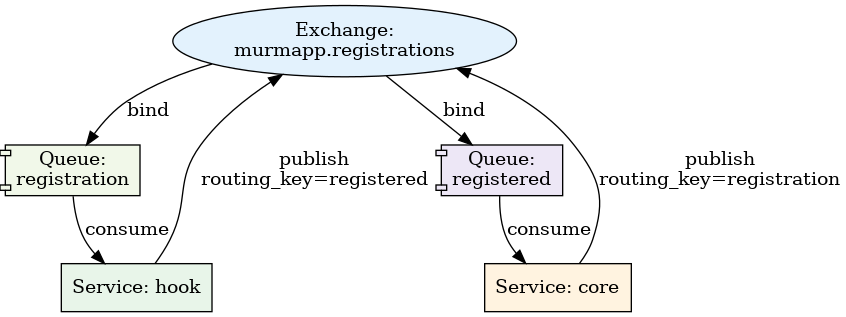 Exchange:
murmapp.registrations
bind
bind
Queue:
registration
publish
routing_key=registered
Queue:
registered
publish
routing_key=registration
consume
consume
Service: hook
Service: core